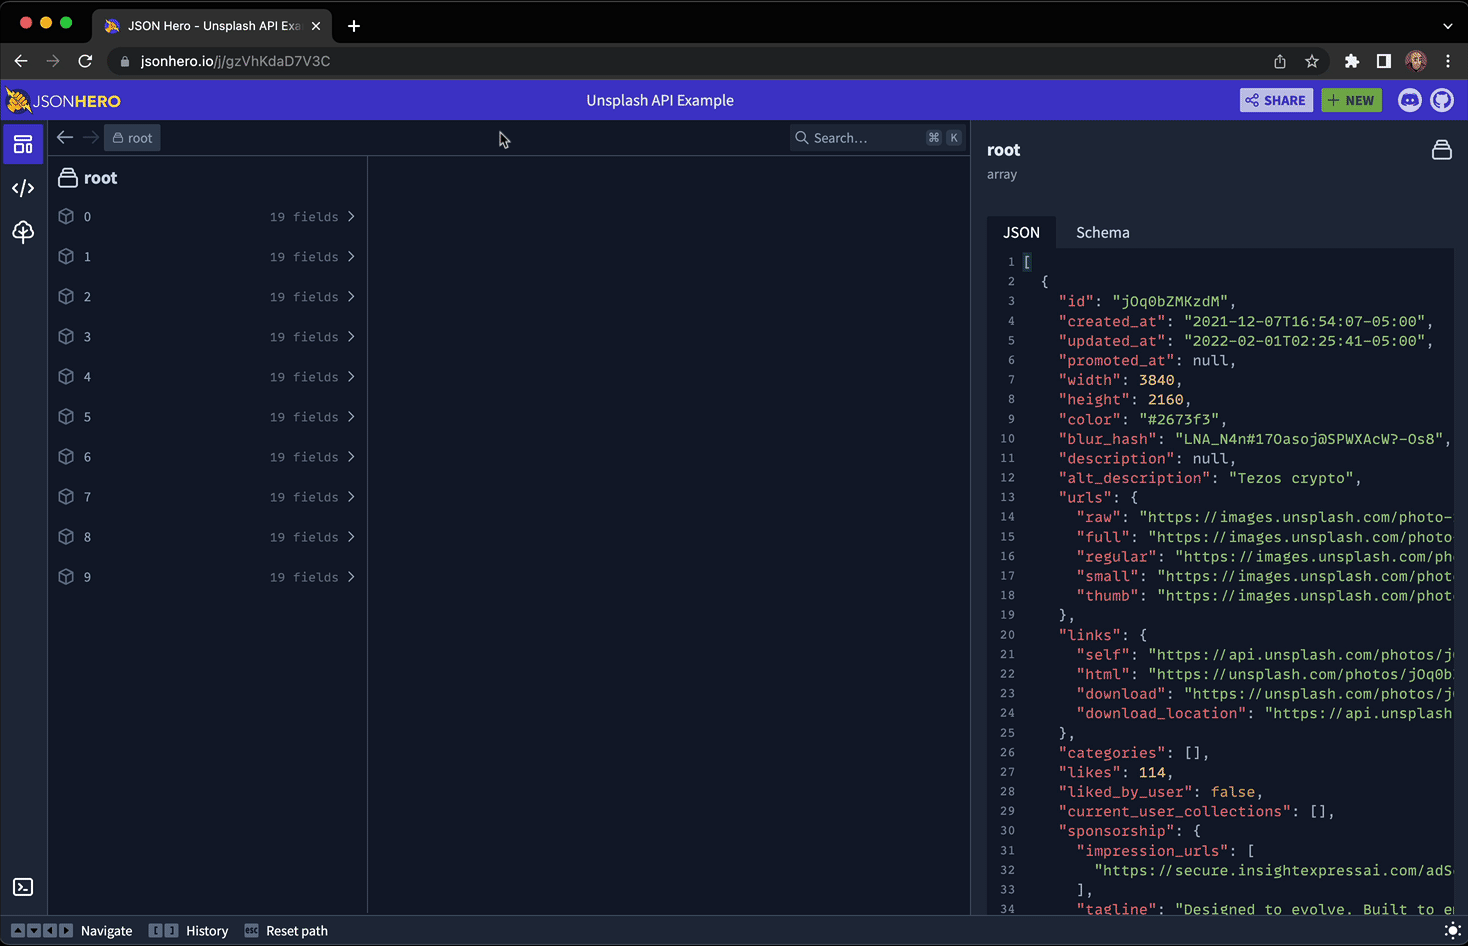 JSON Hero - Unsplash API Exa
jsonhero.io/j/gzVhKdaD7V3C
JSONHERO
Unsplash API Example
SHARE
NEW
root
Search…
⌘ K
root
0 19 fields
1 19 fields
2 19 fields
3 19 fields
4 19 fields
5 19 fields
6 19 fields
7 19 fields
8 19 fields
9 19 fields
root
array
JSON Schema
1 [
2 {
3 "id": "jOq0bZMKzdM",
4 "created_at": "2021-12-07T16:54:07-05:00",
5 "updated_at": "2022-02-01T02:25:41-05:00",
6 "promoted_at": null,
7 "width": 3840,
8 "height": 2160,
9 "color": "#2673f3",
10 "blur_hash": "LNA_N4n#17Oasoj@SPWXAcW?-Os8",
11 "description": null,
12 "alt_description": "Tezos crypto",
13 "urls": {
14 "raw": "https://images.unsplash.com/photo-
15 "full": "https://images.unsplash.com/photo
16 "regular": "https://images.unsplash.com/ph
17 "small": "https://images.unsplash.com/phot
18 "thumb": "https://images.unsplash.com/phot
19 },
20 "links": {
21 "self": "https://api.unsplash.com/photos/j
22 "html": "https://unsplash.com/photos/jOq0b
23 "download": "https://unsplash.com/photos/j
24 "download_location": "https://api.unsplash
25 },
26 "categories": [],
27 "likes": 114,
28 "liked_by_user": false,
29 "current_user_collections": [],
30 "sponsorship": {
31 "impression_urls": [
32 "https://secure.insightexpressai.com/adS
33 ],
34 "tagline": "Designed to evolve. Built to e
Navigate
[ ] History
esc Reset path